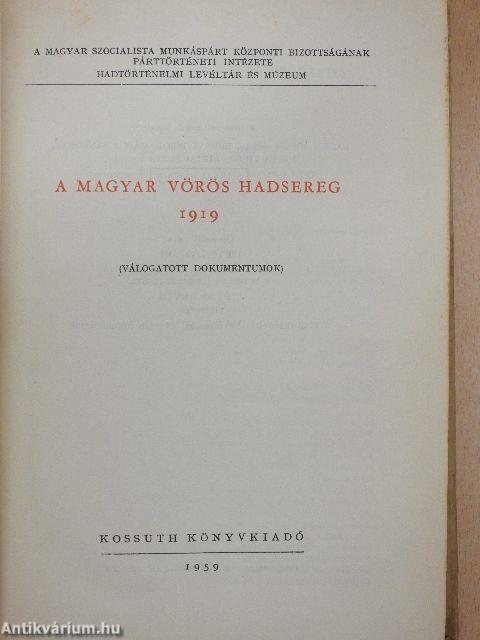 A MAGYAR SZOCIALISTA MUNKÁSPÁRT KÖZPONTI BIZOTTSÁGÁNAK
PÁRTTÖRTÉNETI INTÉZETE
HADTÖRTÉNELMI LEVÉLTÁR ÉS MÚZEUM
A MAGYAR VÖRÖS HADSEREG
1919
(VÁLOGATOTT DOKUMENTUMOK)
KOSSUTH KÖNYVKIADÓ
1959
Antikvárium.hu